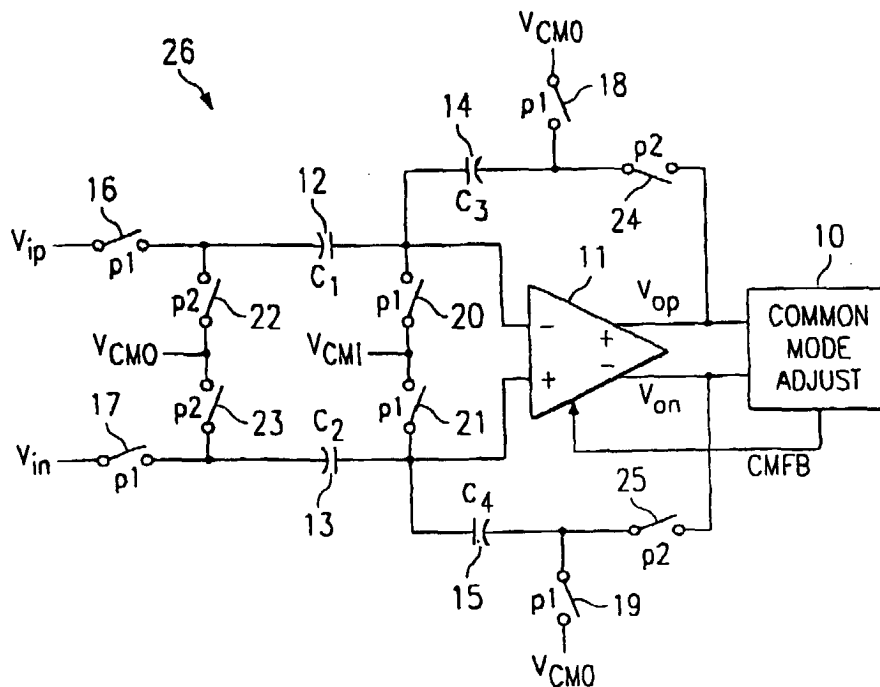 26
V_CMO
14
p1
18
12
p2
16
C3
24
Vip
p1
C1
11
10
p2
22
p1
20
Vop
COMMON
MODE
ADJUST
VCMO
VCMI
−
+
+
−
17
p2
23
C2
p1
21
Von
Vin
p1
CMFB
13
C4
25
15
p2
p1
19
VCMO